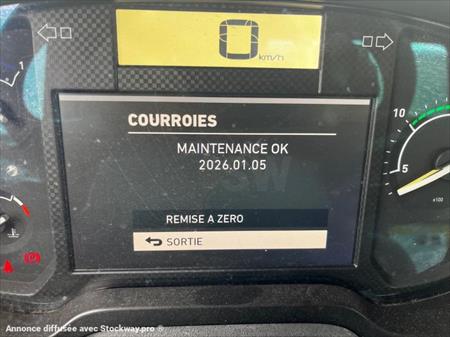 0
km/h
1
10
5
x100
COURROIES
MAINTENANCE OK
2026.01.05
REMISE A ZERO
SORTIE
Annonce diffusée avec Stockway.pro ®